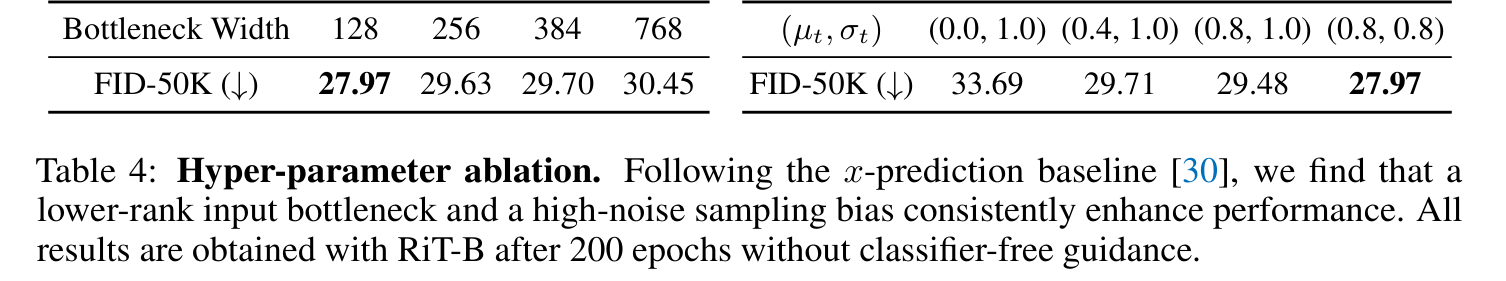 Bottleneck Width 128 256 384 768
FID-50K (↓) 27.97 29.63 29.70 30.45
(μt, σt) (0.0, 1.0) (0.4, 1.0) (0.8, 1.0) (0.8, 0.8)
FID-50K (↓) 33.69 29.71 29.48 27.97
Table 4: Hyper-parameter ablation. Following the x-prediction baseline [30], we find that a
lower-rank input bottleneck and a high-noise sampling bias consistently enhance performance. All
results are obtained with RiT-B after 200 epochs without classifier-free guidance.